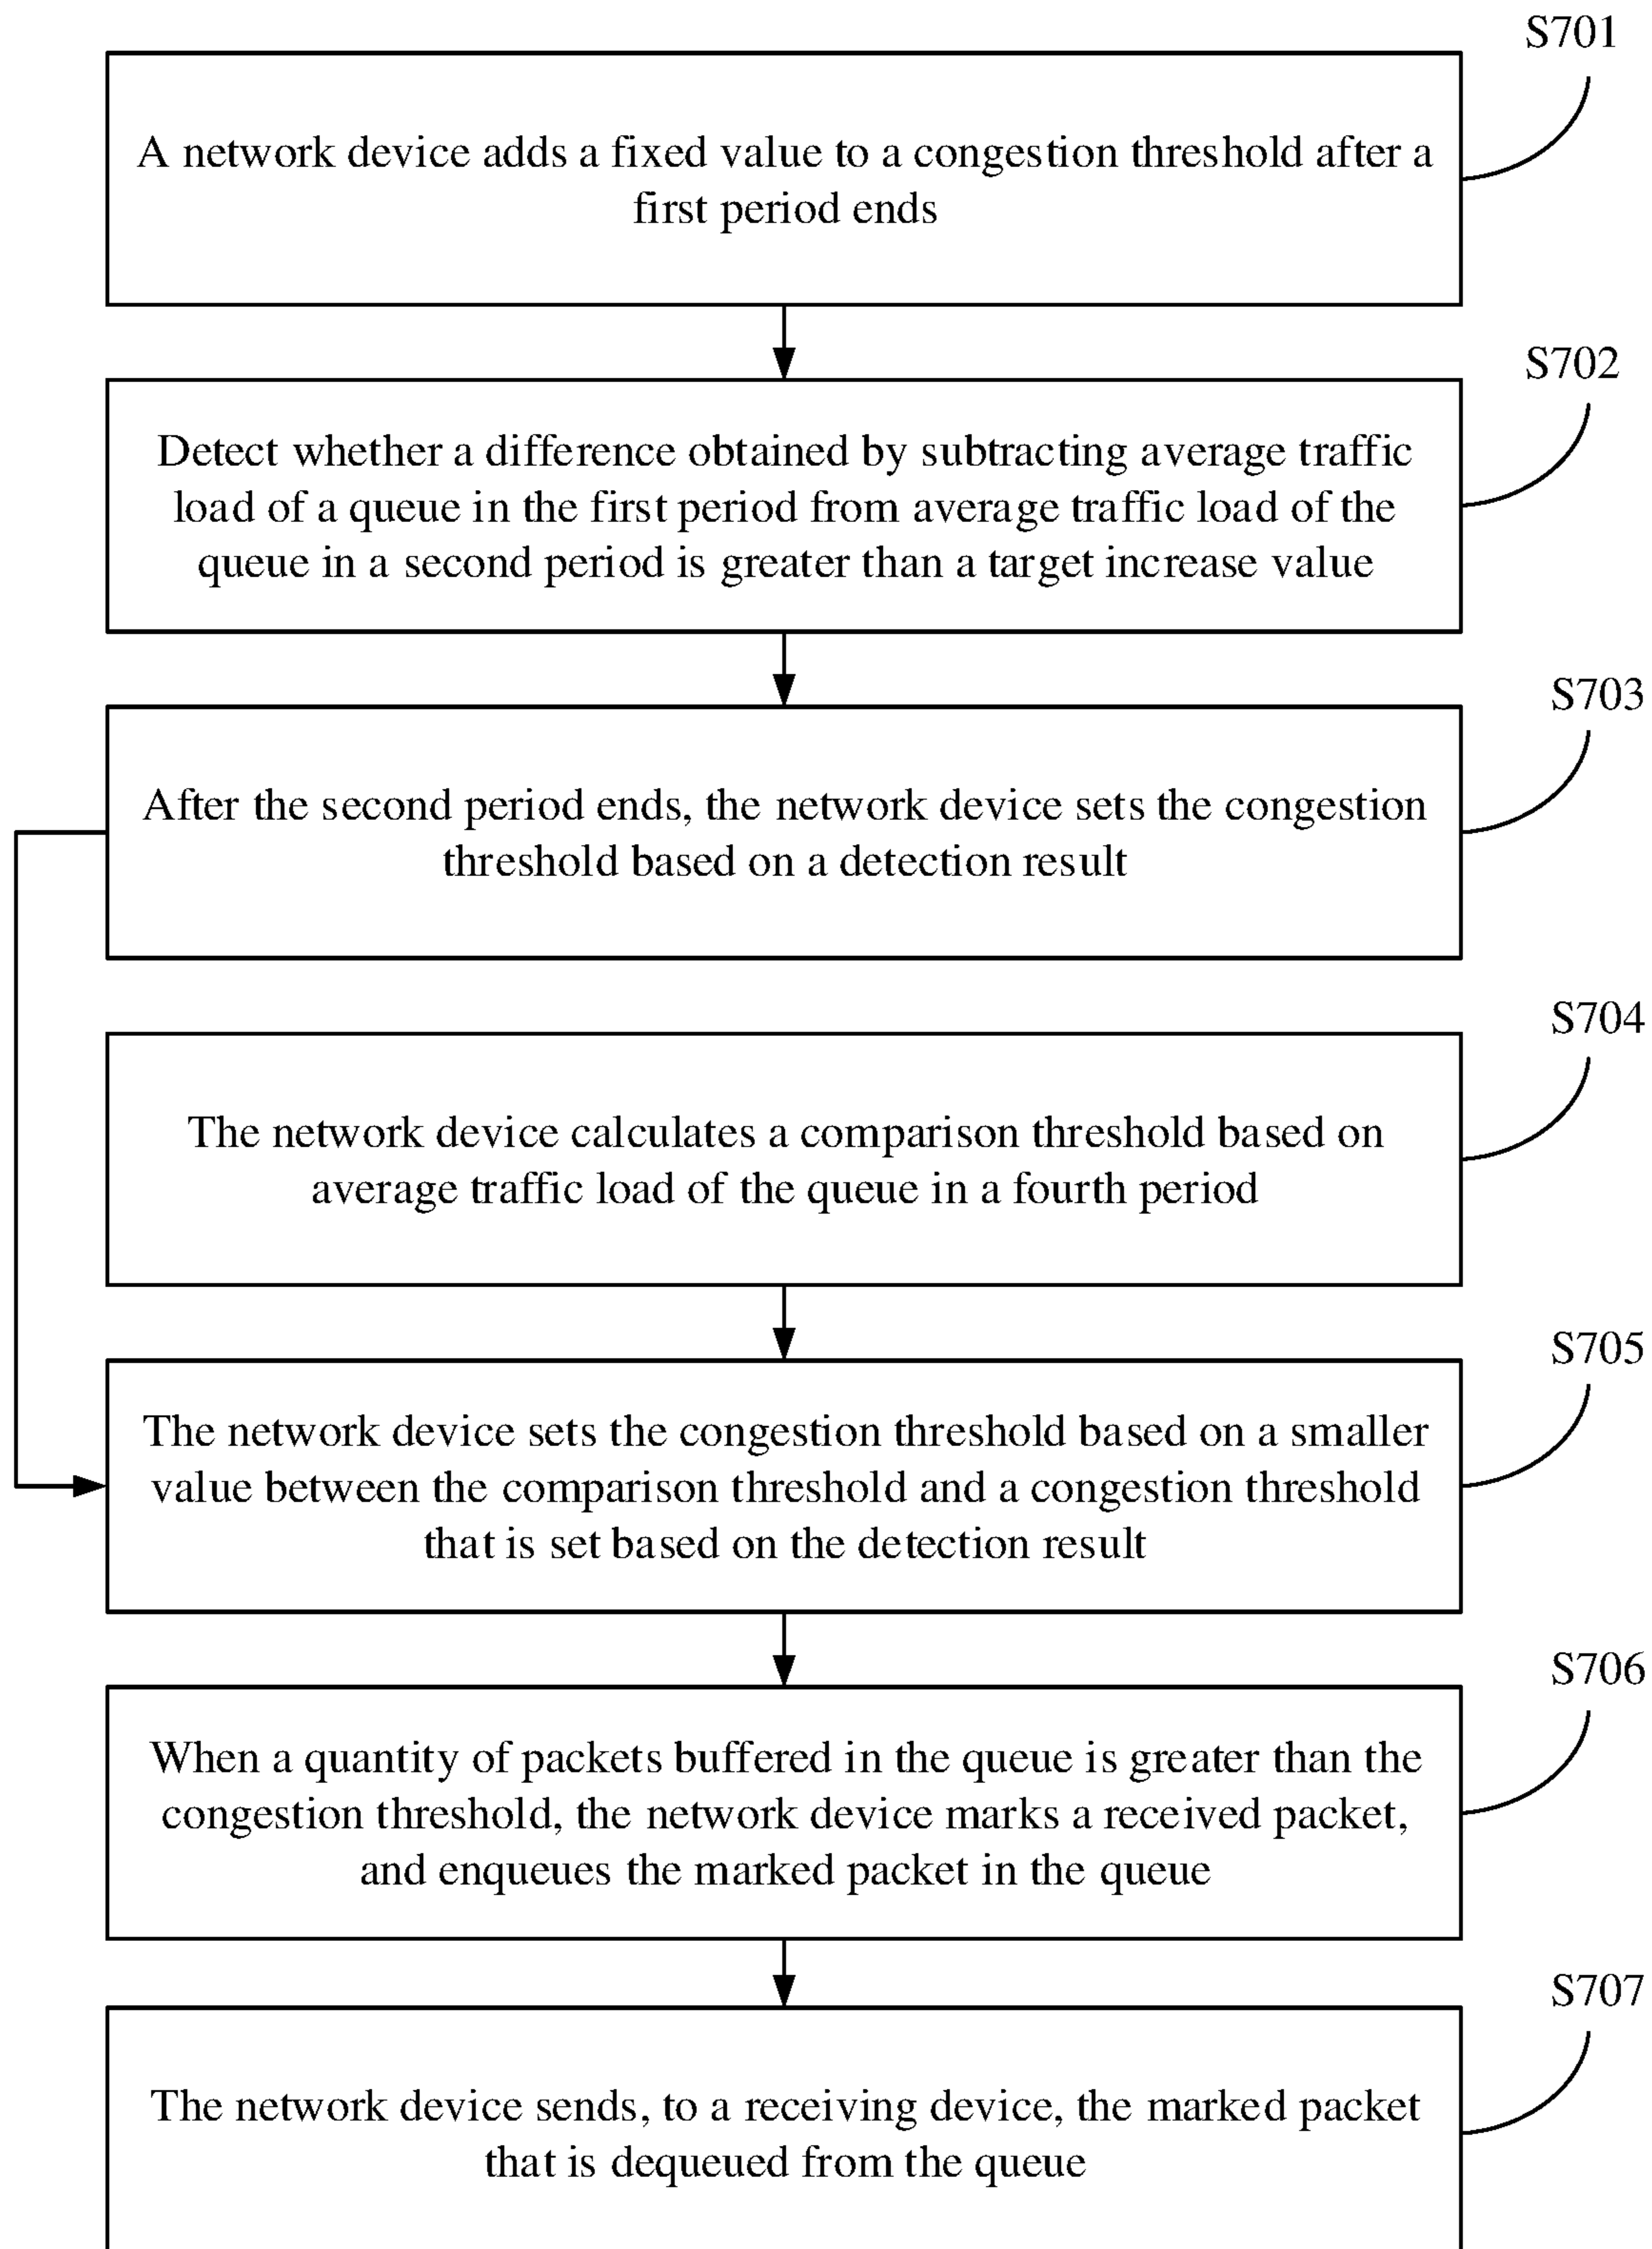 S701
A network device adds a fixed value to a congestion threshold after a
first period ends
S702
Detect whether a difference obtained by subtracting average traffic
load of a queue in the first period from average traffic load of the
queue in a second period is greater than a target increase value
S703
After the second period ends, the network device sets the congestion
threshold based on a detection result
S704
The network device calculates a comparison threshold based on
average traffic load of the queue in a fourth period
S705
The network device sets the congestion threshold based on a smaller
value between the comparison threshold and a congestion threshold
that is set based on the detection result
S706
When a quantity of packets buffered in the queue is greater than the
congestion threshold, the network device marks a received packet,
and enqueues the marked packet in the queue
S707
The network device sends, to a receiving device, the marked packet
that is dequeued from the queue